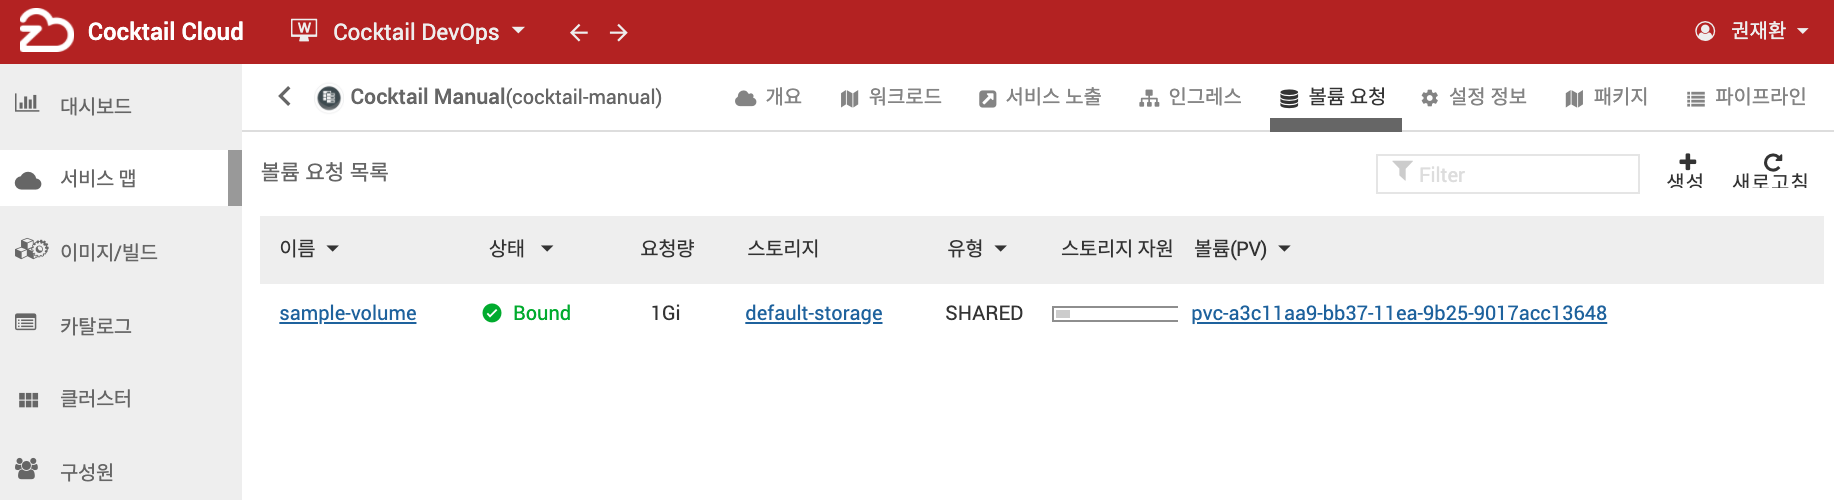 Cocktail Cloud
W Cocktail DevOps
권재환
대시보드
서비스 맵
이미지/빌드
카탈로그
클러스터
구성원
Cocktail Manual(cocktail-manual)
개요 워크로드 서비스 노출 인그레스 볼륨 요청 설정 정보 패키지 파이프라인
볼륨 요청 목록
Filter
생성 새로고침
이름 상태 요청량 스토리지 유형 스토리지 자원 볼륨(PV)
sample-volume Bound 1Gi default-storage SHARED pvc-a3c11aa9-bb37-11ea-9b25-9017acc13648